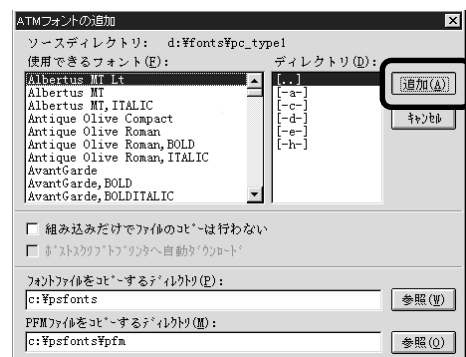 ATMフォントの追加
ソースディレクトリ: d:¥fonts¥pc_type1
使用できるフォント(F):
ディレクトリ(D):
Albertus MT Lt
Albertus MT
Albertus MT,ITALIC
Antique Olive Compact
Antique Olive Roman
Antique Olive Roman,BOLD
Antique Olive Roman,ITALIC
AvantGarde
AvantGarde,BOLD
AvantGarde,BOLDITALIC
[..]
[-a-]
[-c-]
[-d-]
[-e-]
[-h-]
追加(A)
ｷｬﾝｾﾙ
組み込みだけでﾌｧｲﾙのｺﾋﾟｰは行わない
ﾎﾟｽﾄｽｸﾘﾌﾟﾄﾌﾟﾘﾝﾀへ自動ﾀﾞｳﾝﾛｰﾄﾞ
ﾌｫﾝﾄﾌｧｲﾙをｺﾋﾟｰするﾃﾞｨﾚｸﾄﾘ(P):
c:¥psfonts
参照(W)
PFMﾌｧｲﾙをｺﾋﾟｰするﾃﾞｨﾚｸﾄﾘ(M):
c:¥psfonts¥pfm
参照(O)